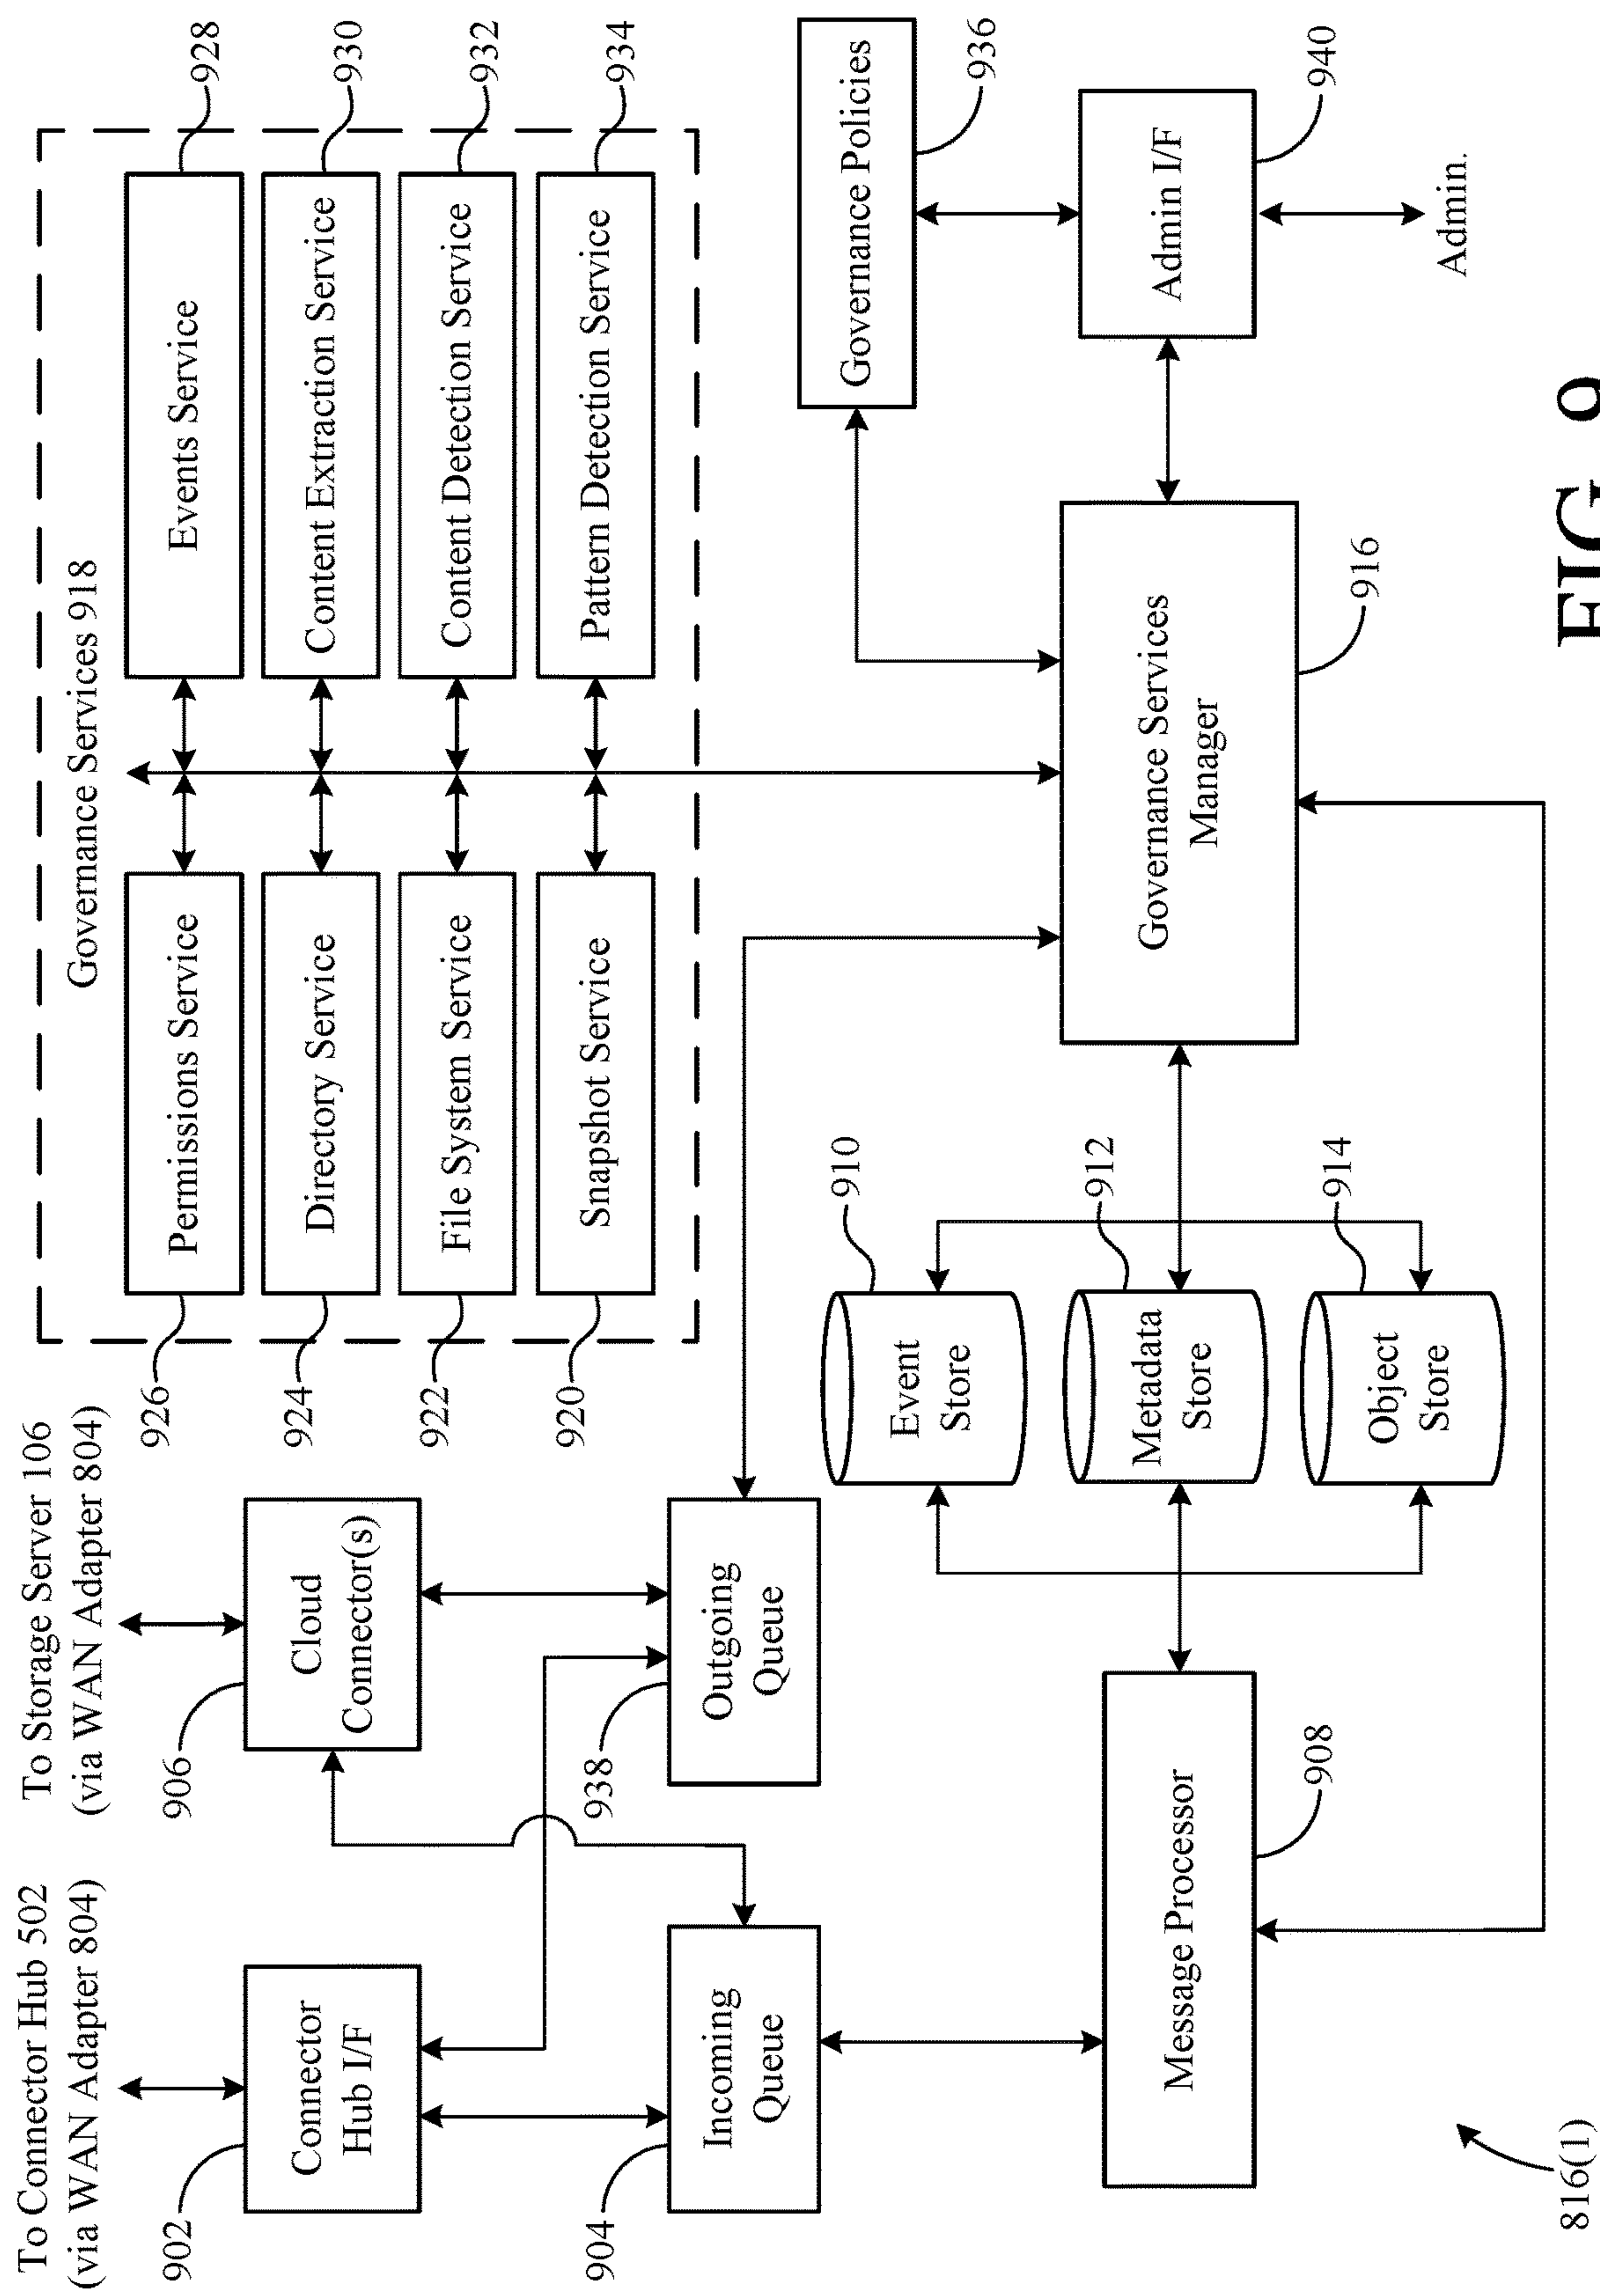 To Connector Hub 502
(via WAN Adapter 804)
To Storage Server 106
(via WAN Adapter 804)
902
Connector
Hub I/F
906
Cloud
Connector(s)
904
Incoming
Queue
938
Outgoing
Queue
Governance Services 918
926
Permissions Service
Events Service
928
924
Directory Service
Content Extraction Service
930
922
File System Service
Content Detection Service
932
920
Snapshot Service
Pattern Detection Service
934
Message Processor
908
Event
Store
910
Metadata
Store
912
Object
Store
914
Governance Services
Manager
916
Governance Policies
936
Admin I/F
940
Admin.
816(1)
FIG. 9